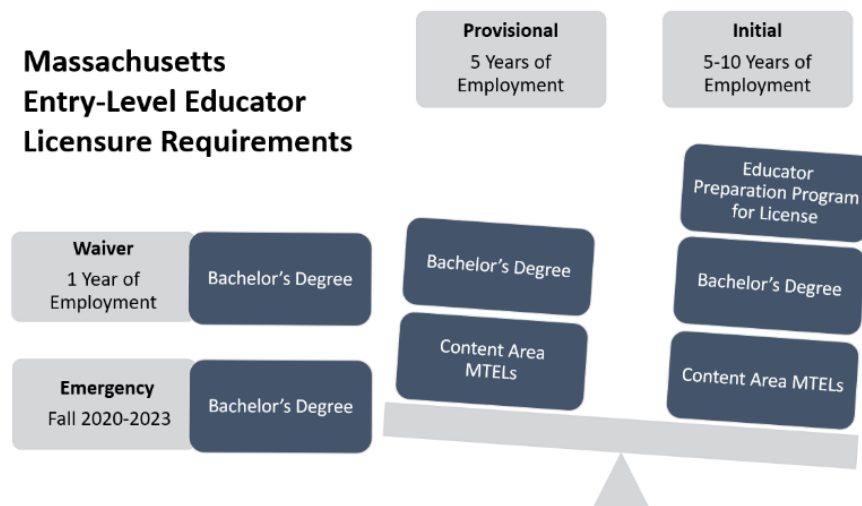 Massachusetts
Entry-Level Educator
Licensure Requirements
Provisional
5 Years of
Employment
Initial
5-10 Years of
Employment
Waiver
1 Year of
Employment
Bachelor's Degree
Emergency
Fall 2020-2023
Bachelor's Degree
Bachelor's Degree
Content Area
MTELs
Educator
Preparation Program
for License
Bachelor's Degree
Content Area MTELs